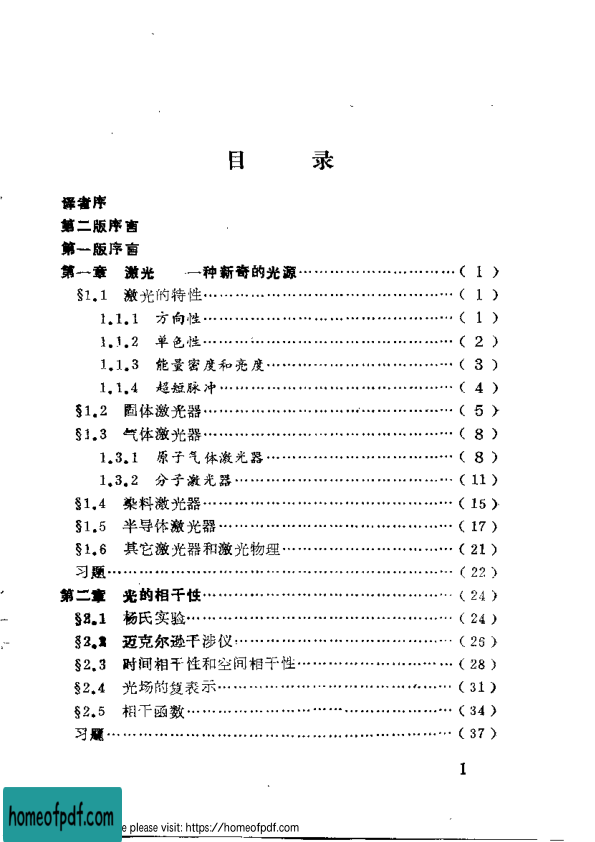 目 录
译者序
第二版序言
第一版序言
第一章 激光 一种新奇的光源……………………( 1 )
§1.1 激光的特性……………………( 1 )
1.1.1 方向性……………………( 1 )
1.1.2 单色性……………………( 2 )
1.1.3 能量密度和亮度……………………( 3 )
1.1.4 超短脉冲……………………( 4 )
§1.2 固体激光器……………………( 5 )
§1.3 气体激光器……………………( 8 )
1.3.1 原子气体激光器……………………( 8 )
1.3.2 分子激光器……………………(11)
§1.4 染料激光器……………………(15)
§1.5 半导体激光器……………………(17)
§1.6 其它激光器和激光物理……………………(21)
习题……………………(22)
第二章 光的相干性……………………(24)
§2.1 杨氏实验……………………(24)
§2.2 迈克尔逊干涉仪……………………(26)
§2.3 时间相干性和空间相干性……………………(28)
§2.4 光场的复表示……………………(31)
§2.5 相干函数……………………(34)
习题……………………(37)
I
homeofpdf.com
e please visit: https://homeofpdf.com